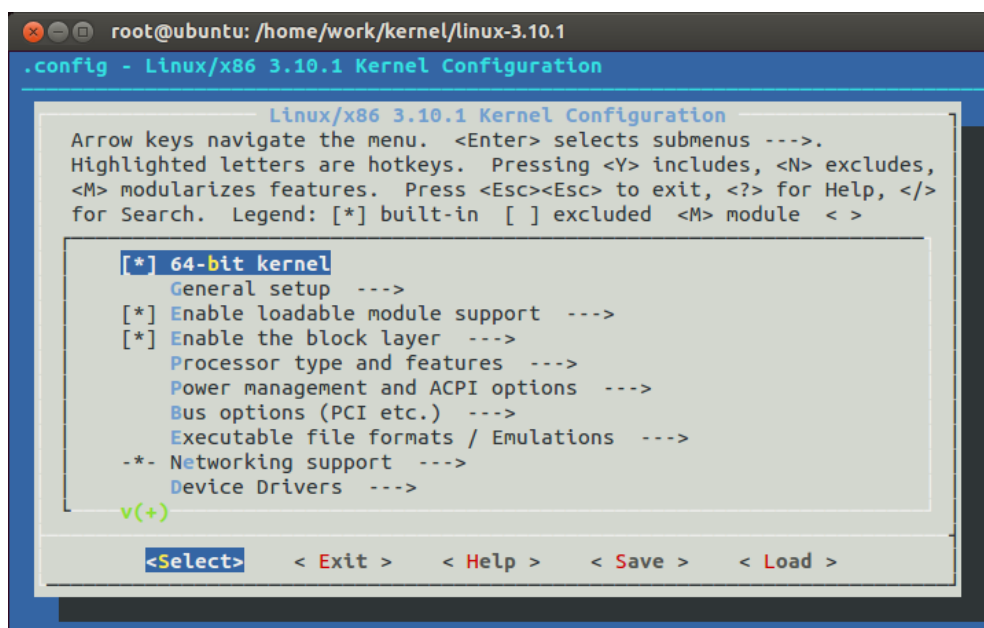 root@ubuntu: /home/work/kernel/linux-3.10.1
.config - Linux/x86 3.10.1 Kernel Configuration
Linux/x86 3.10.1 Kernel Configuration
Arrow keys navigate the menu.  <Enter> selects submenus --->.
Highlighted letters are hotkeys.  Pressing <Y> includes, <N> excludes,
<M> modularizes features.  Press <Esc><Esc> to exit, <?> for Help, </>
for Search.  Legend: [*] built-in  [ ] excluded  <M> module  < >
[*] 64-bit kernel
General setup  --->
[*] Enable loadable module support  --->
[*] Enable the block layer  --->
Processor type and features  --->
Power management and ACPI options  --->
Bus options (PCI etc.)  --->
Executable file formats / Emulations  --->
-*- Networking support  --->
Device Drivers  --->
v(+)
<Select>    < Exit >    < Help >    < Save >    < Load >